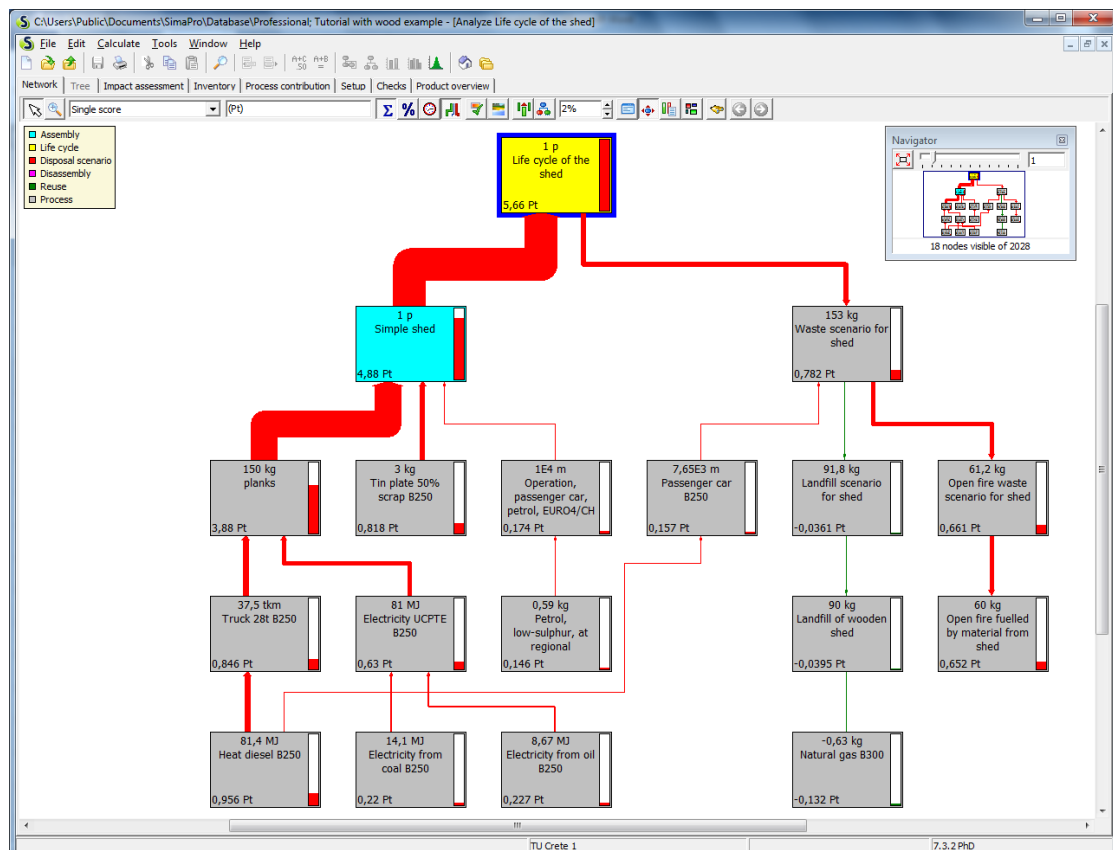 C:\Users\Public\Documents\SimaPro\Database\Professional; Tutorial with wood example - [Analyze Life cycle of the shed]
File Edit Calculate Tools Window Help
A+C
50
A+B
=
Network Tree Impact assessment Inventory Process contribution Setup Checks Product overview
Single score
(Pt)
Σ % 2%
Assembly
Life cycle
Disposal scenario
Disassembly
Reuse
Process
Navigator
1
18 nodes visible of 2028
1 p
Life cycle of the
shed
5,66 Pt
1 p
Simple shed
4,88 Pt
153 kg
Waste scenario for
shed
0,782 Pt
150 kg
planks
3,88 Pt
3 kg
Tin plate 50%
scrap B250
0,818 Pt
1E4 m
Operation,
passenger car,
petrol, EURO4/CH
0,174 Pt
7,65E3 m
Passenger car
B250
0,157 Pt
91,8 kg
Landfill scenario
for shed
-0,0361 Pt
61,2 kg
Open fire waste
scenario for shed
0,661 Pt
37,5 tkm
Truck 28t B250
0,846 Pt
81 MJ
Electricity UCPTE
B250
0,63 Pt
0,59 kg
Petrol,
low-sulphur, at
regional
0,146 Pt
90 kg
Landfill of wooden
shed
-0,0395 Pt
60 kg
Open fire fuelled
by material from
shed
0,652 Pt
81,4 MJ
Heat diesel B250
0,956 Pt
14,1 MJ
Electricity from
coal B250
0,22 Pt
8,67 MJ
Electricity from oil
B250
0,227 Pt
-0,63 kg
Natural gas B300
-0,132 Pt
TU Crete 1
7.3.2 PhD